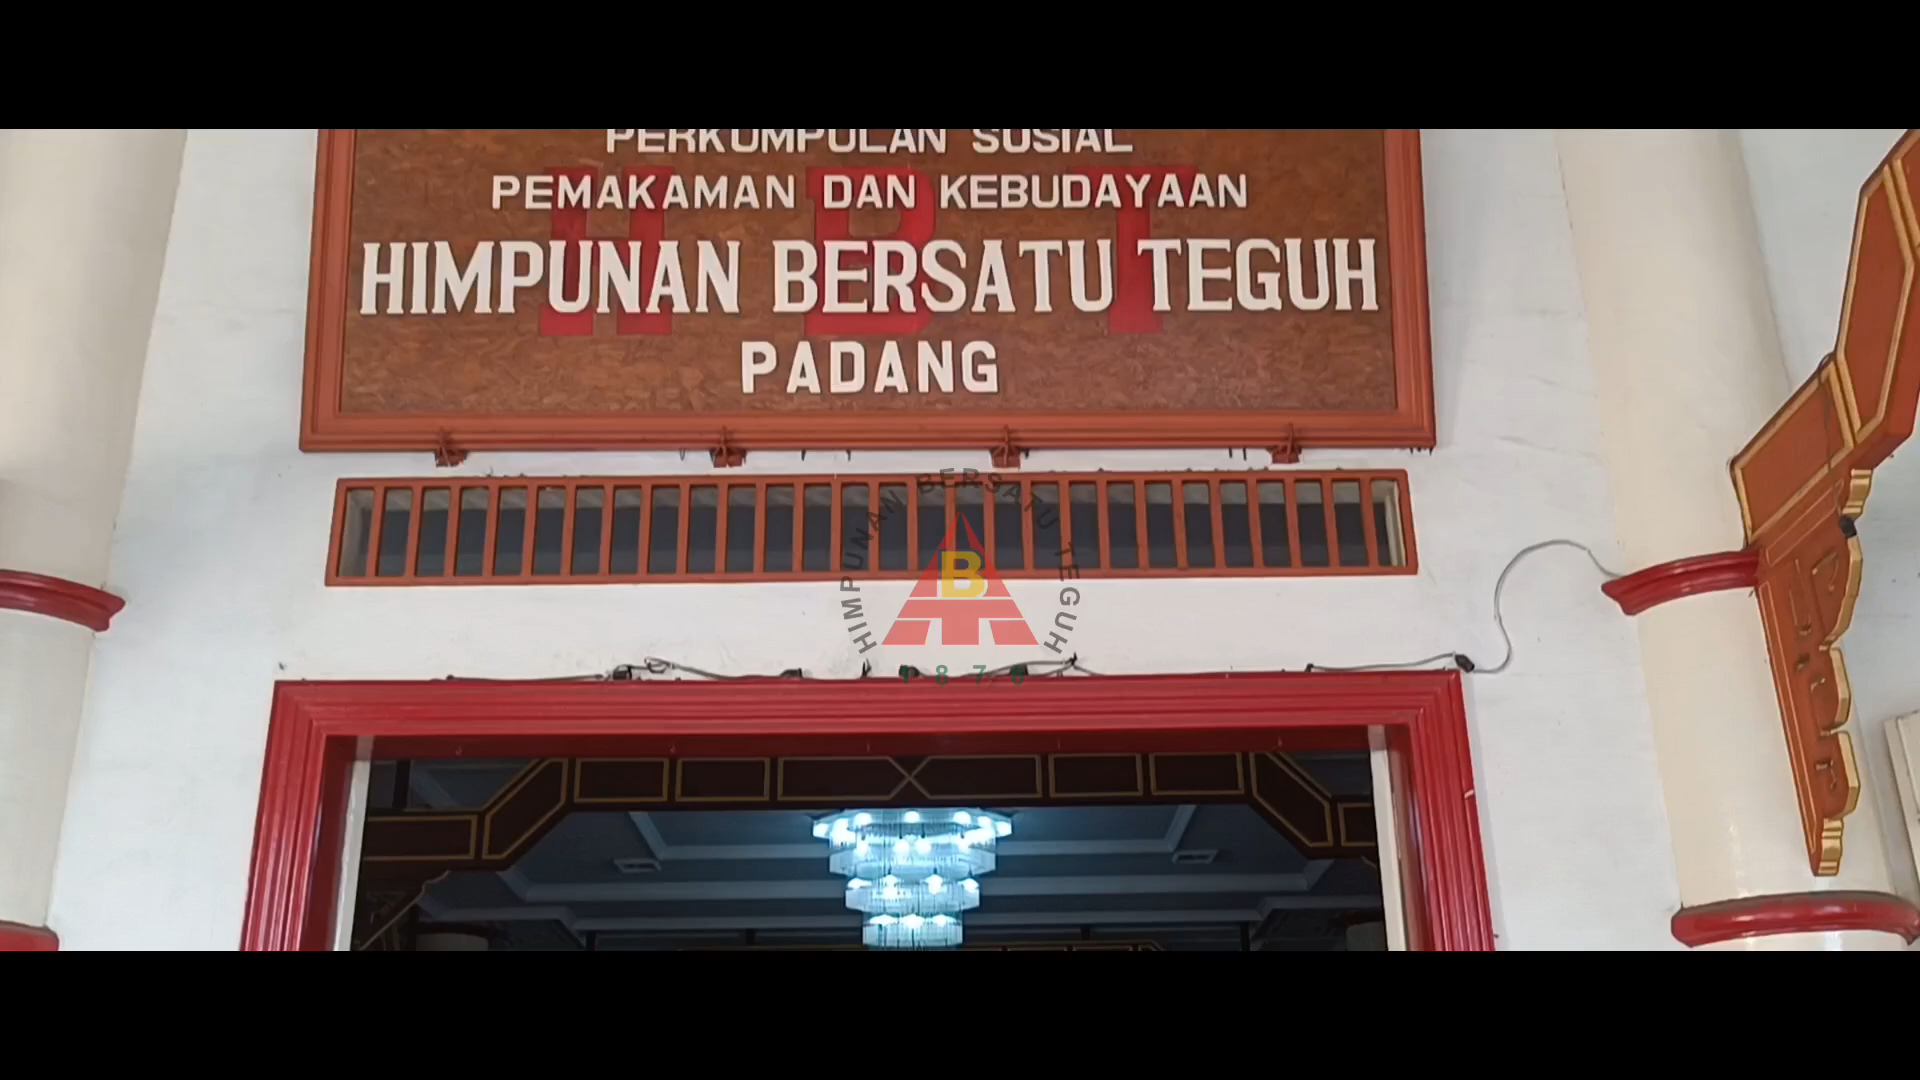 PERKUMPULAN SOSIAL
PEMAKAMAN DAN KEBUDAYAAN
H B T
HIMPUNAN BERSATU TEGUH
PADANG
HIMPUNAN BERSATU TEGUH
B
1876